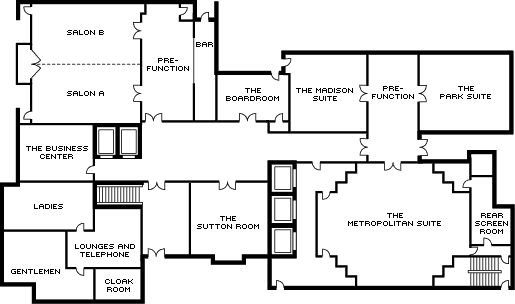 SALON B
PRE-
FUNCTION
BAR
SALON A
THE
BOARDROOM
THE MADISON
SUITE
PRE-
FUNCTION
THE
PARK SUITE
THE BUSINESS
CENTER
LADIES
THE
SUTTON ROOM
THE
METROPOLITAN SUITE
REAR
SCREEN
ROOM
LOUNGES AND
TELEPHONE
GENTLEMEN
CLOAK
ROOM